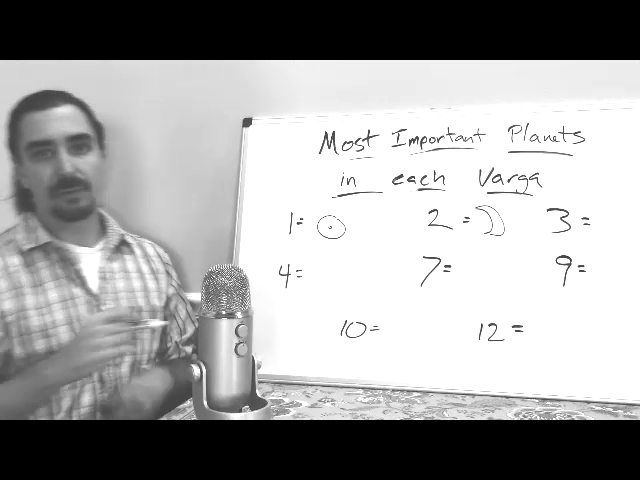 Most Important Planets
in each Varga
1= ☉ 2= ☽ 3=
4= 7= 9=
10= 12=